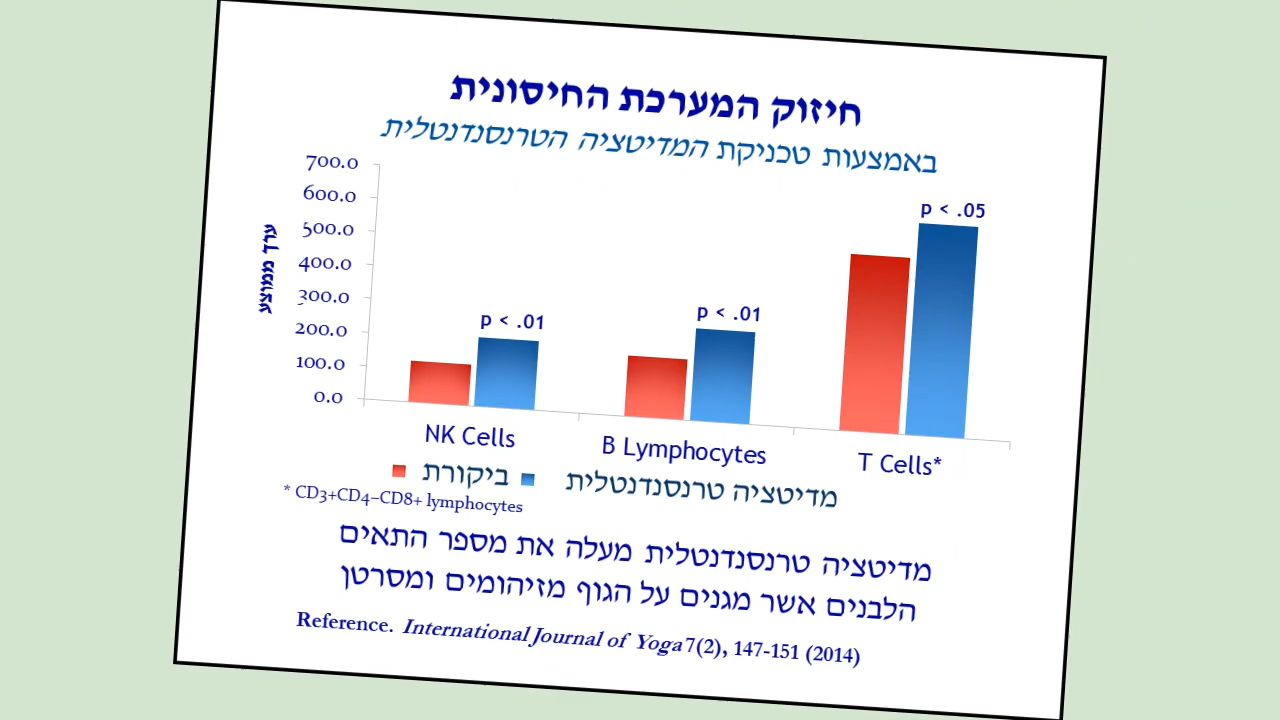 חיזוק המערכת החיסונית
באמצעות טכניקת המדיטציה הטרנסנדנטלית
ערך ממוצע
700.0
600.0
500.0
400.0
300.0
200.0
100.0
0.0
p < .01
p < .01
p < .05
NK Cells
B Lymphocytes
T Cells*
ביקורת
מדיטציה טרנסנדנטלית
* CD3+CD4–CD8+ lymphocytes
מדיטציה טרנסנדנטלית מעלה את מספר התאים
הלבנים אשר מגנים על הגוף מזיהומים ומסרטן
Reference. International Journal of Yoga 7(2), 147-151 (2014)